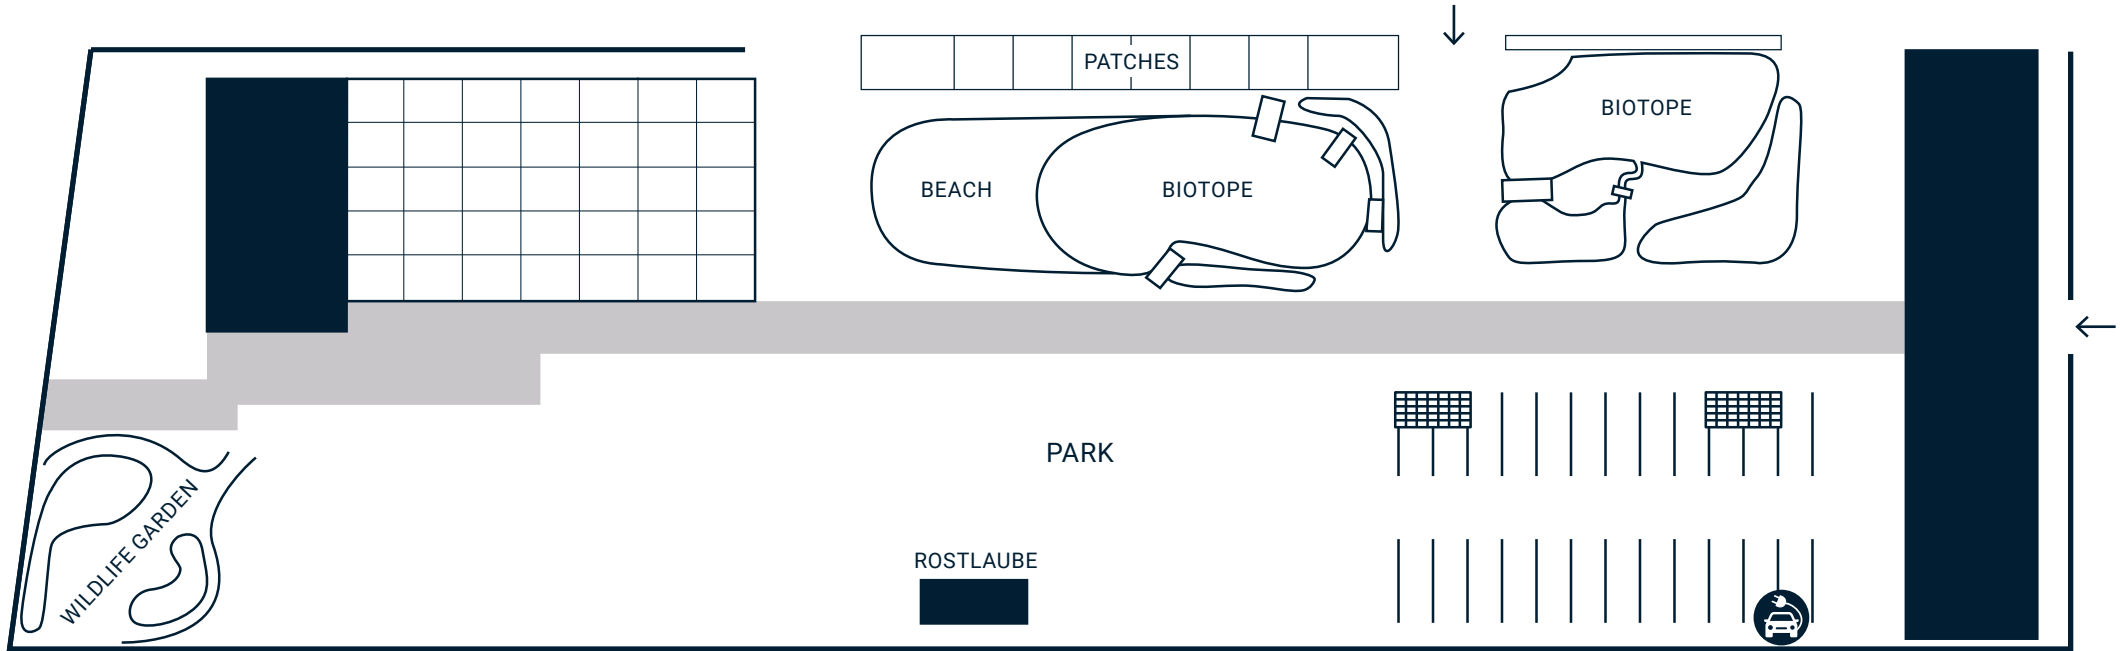 PATCHES
BIOTOPE
BEACH
BIOTOPE
PARK
WILDLIFE GARDEN
ROSTLAUBE